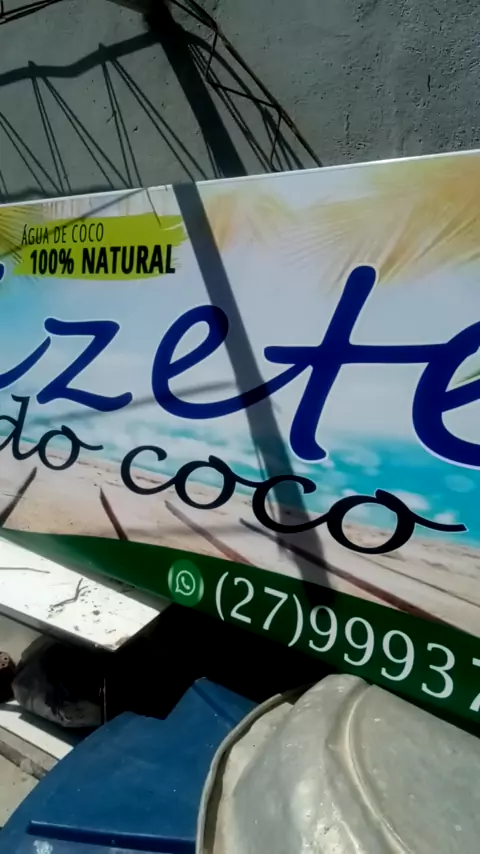 ÁGUA DE COCO
100% NATURAL
zete
do coco
(27)99937